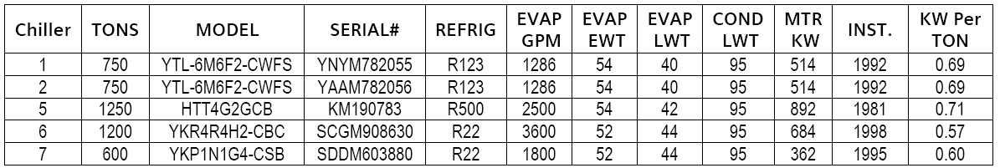 Chiller TONS MODEL SERIAL# REFRIG EVAP GPM EVAP EWT EVAP LWT COND LWT MTR KW INST. KW Per TON
1 750 YTL-6M6F2-CWFS YNYM782055 R123 1286 54 40 95 514 1992 0.69
2 750 YTL-6M6F2-CWFS YAAM782056 R123 1286 54 40 95 514 1992 0.69
5 1250 HTT4G2GCB KM190783 R500 2500 54 42 95 892 1981 0.71
6 1200 YKR4R4H2-CBC SCGM908630 R22 3600 52 44 95 684 1998 0.57
7 600 YKP1N1G4-CSB SDDM603880 R22 1800 52 44 95 362 1995 0.60